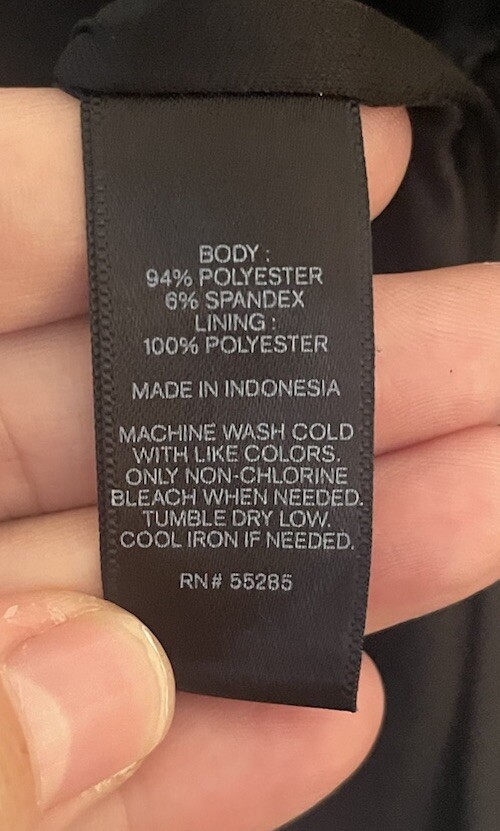 BODY :
94% POLYESTER
6% SPANDEX
LINING :
100% POLYESTER
MADE IN INDONESIA
MACHINE WASH COLD
WITH LIKE COLORS.
ONLY NON-CHLORINE
BLEACH WHEN NEEDED.
TUMBLE DRY LOW.
COOL IRON IF NEEDED.
RN# 55285